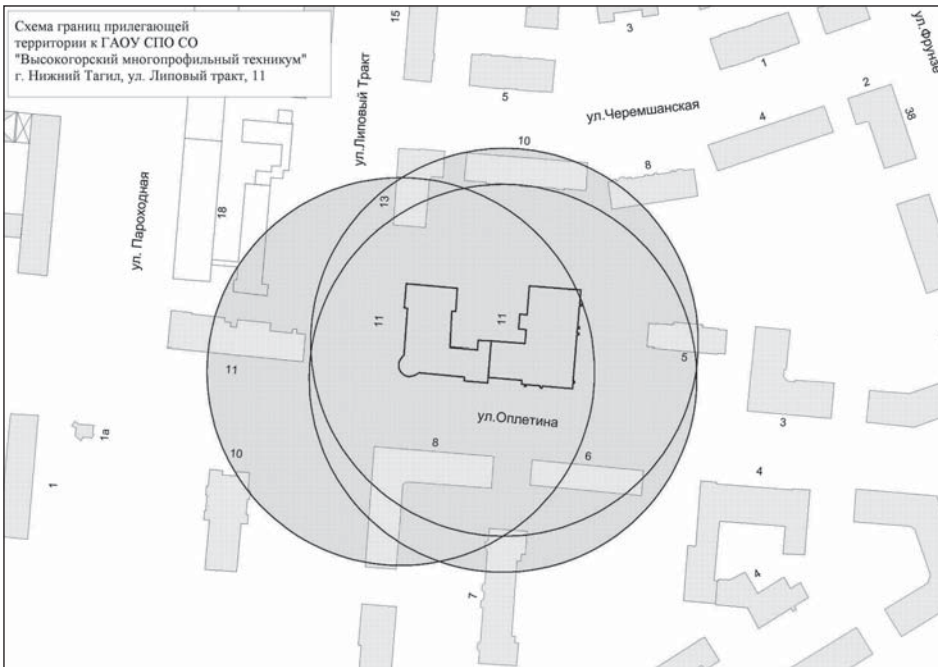 Схема границ прилегающей
территории к ГАОУ СПО СО
"Высокогорский многопрофильный техникум"
г. Нижний Тагил, ул. Липовый тракт, 11
15
3
ул.Фрунзе
1
5
2
ул.Липовый Тракт
ул.Черемшанская
4
38
10
8
13
ул. Пароходная
18
11
11
11
5
3
ул.Оплетина
1а
10
8
6
4
1
4
7